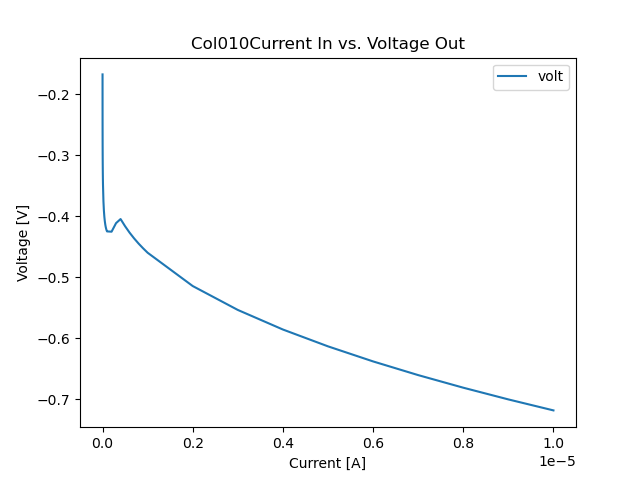 Col010Current In vs. Voltage Out
volt
−0.2
−0.3
−0.4
−0.5
−0.6
−0.7
Voltage [V]
0.0 0.2 0.4 0.6 0.8 1.0
1e−5
Current [A]